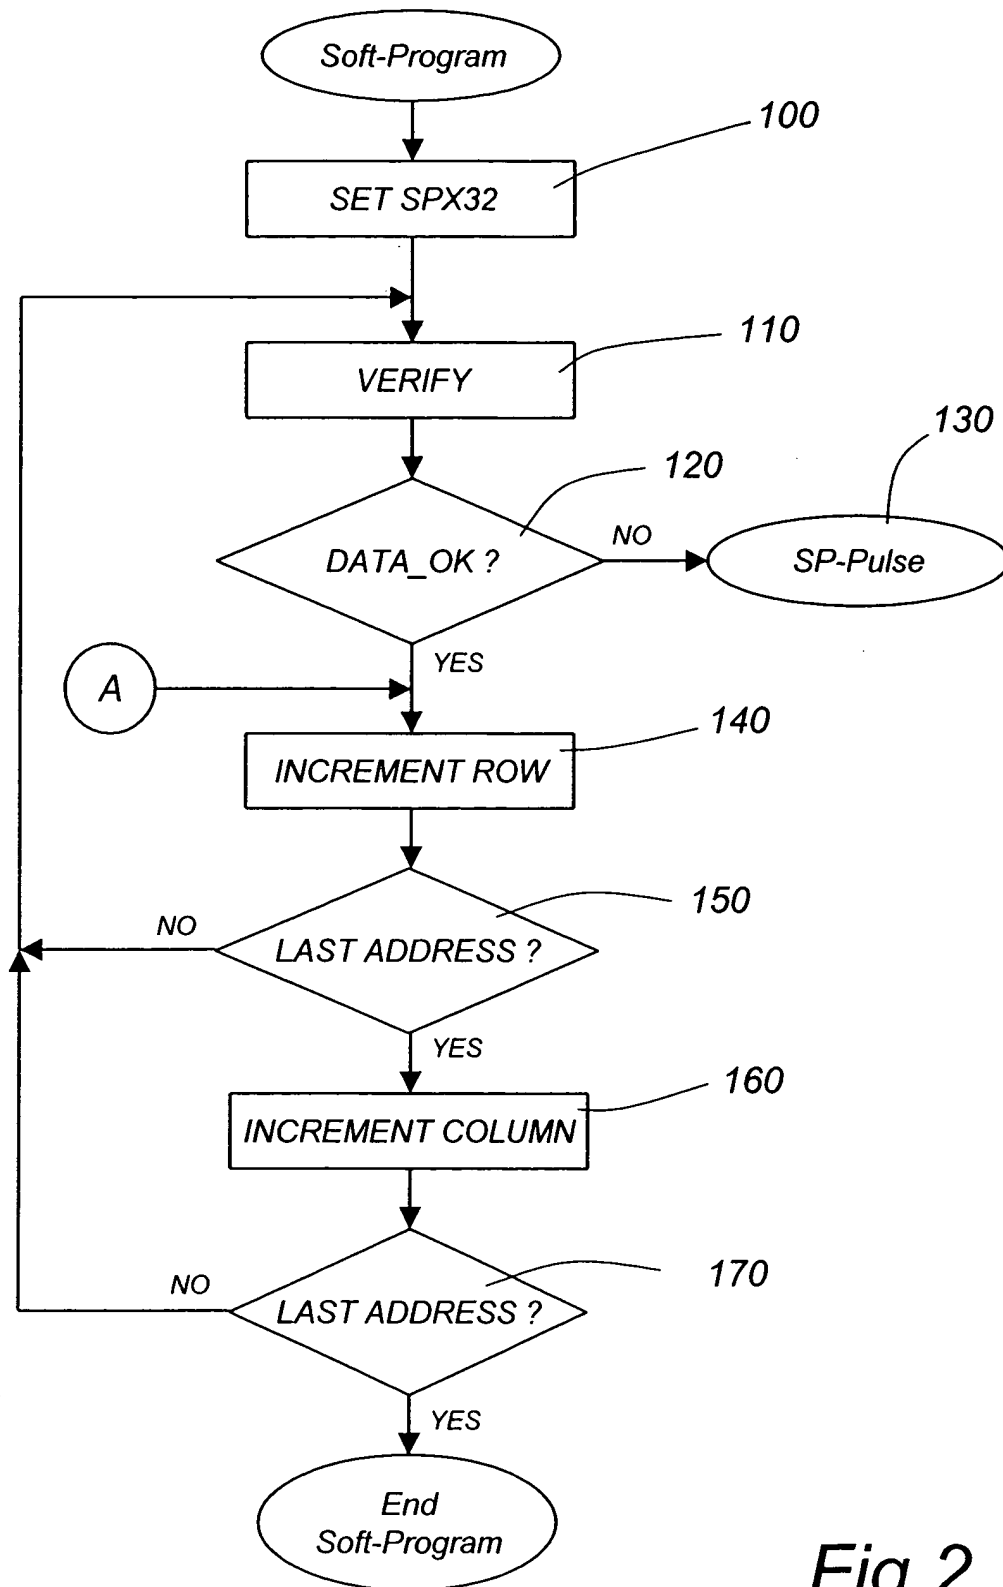 Soft-Program
100
SET SPX32
110
VERIFY
130
120
DATA_OK ?
NO
SP-Pulse
YES
A
140
INCREMENT ROW
150
NO
LAST ADDRESS ?
YES
160
INCREMENT COLUMN
170
NO
LAST ADDRESS ?
YES
End
Soft-Program
Fig.2